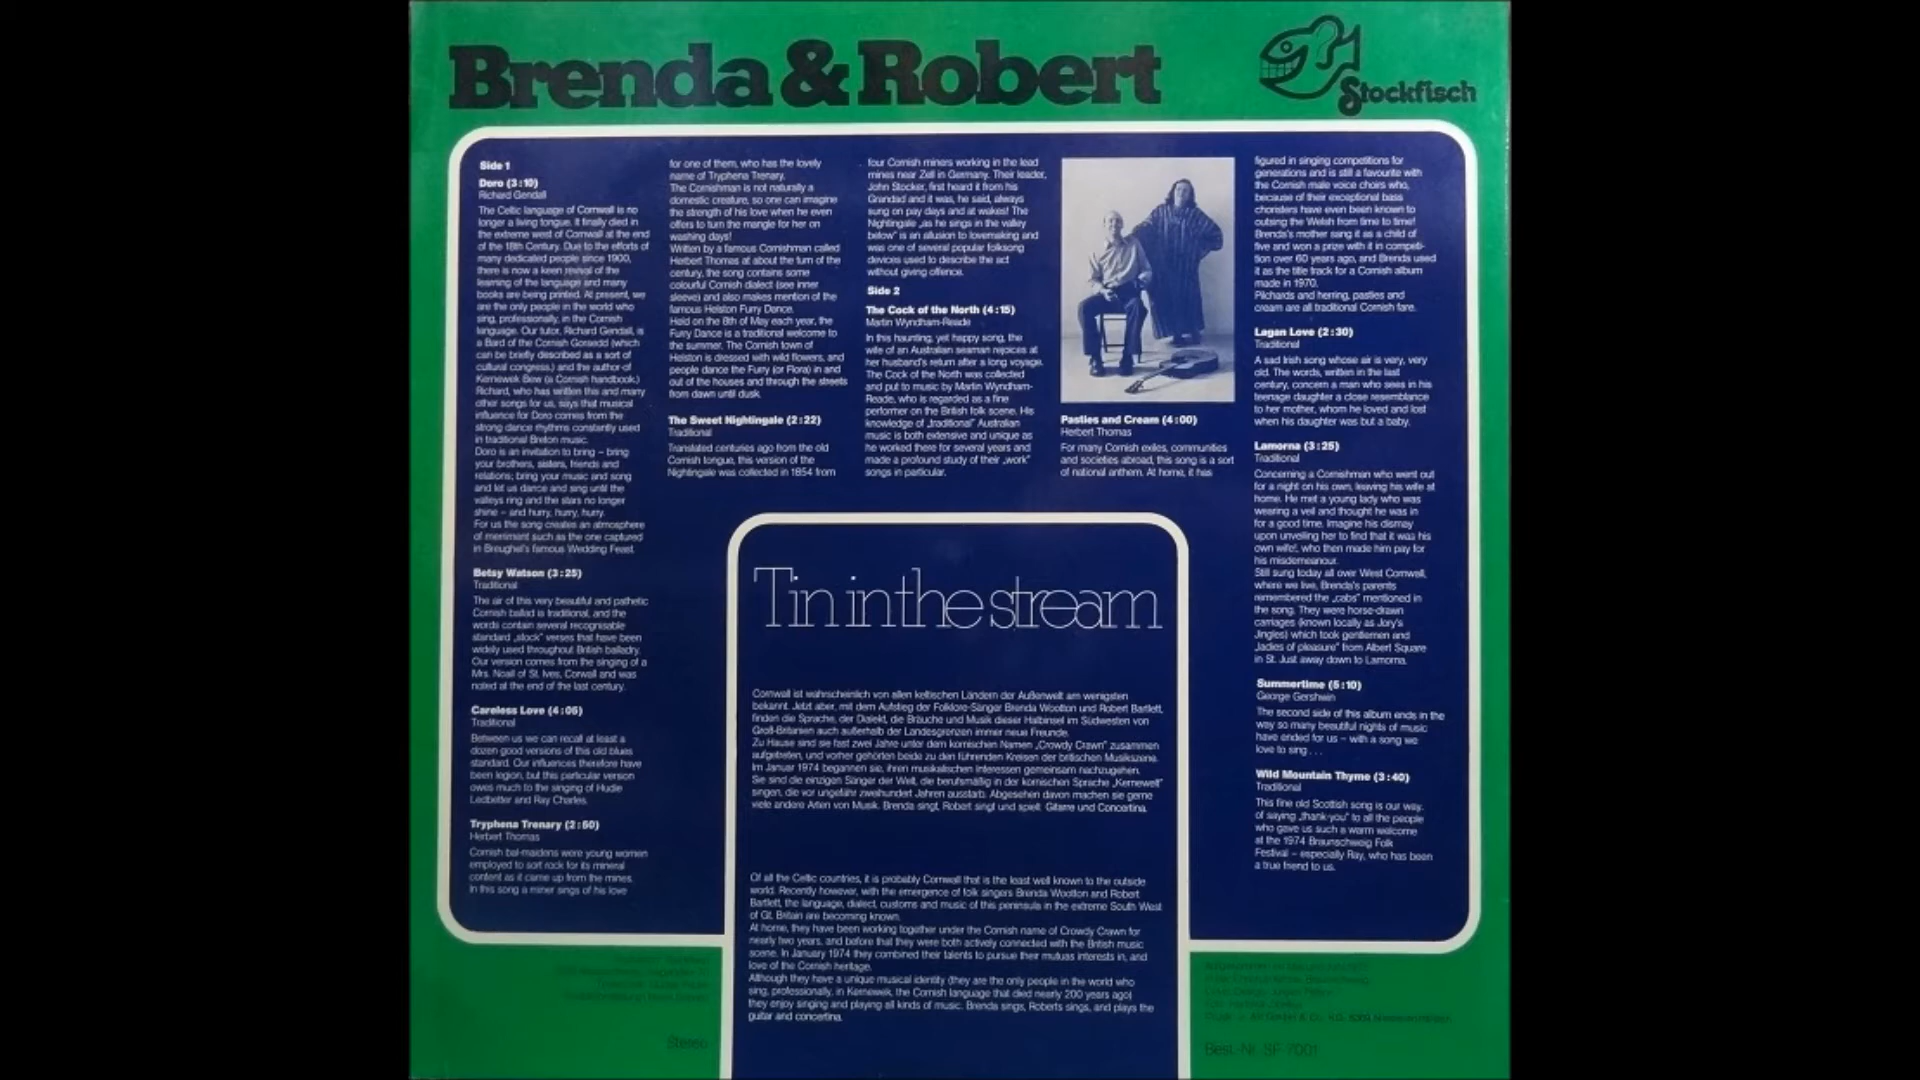 Brenda & Robert
Stockfisch
Side 1
Doro (3:10)
Richard Gendall
The Celtic language of Cornwall is no
longer a living tongue. It finally died in
the extreme west of Cornwall at the end
of the 18th Century. Due to the efforts of
many dedicated people since 1900,
there is now a keen revival of the
learning of the language and many
books are being printed. At present, we
are the only people in the world who
sing, professionally, in the Cornish
language. Our tutor, Richard Gendall, is
a Bard of the Cornish Gorsedd (which
can be briefly described as a sort of
cultural congress,) and the author of
Kernewek Bew (a Cornish handbook.)
Richard, who has written this and many
other songs for us, says that musical
influence for Doro comes from the
strong dance rhythms constantly used
in traditional Breton music.
Doro is an invitation to bring – bring
your brothers, sisters, friends and
relations; bring your music and song
and let us dance and sing until the
valleys ring and the stars no longer
shine – and hurry, hurry, hurry.
For us the song creates an atmosphere
of merriment such as the one captured
in Breughel's famous Wedding Feast.
Betsy Watson (3:25)
Traditional
The air of this very beautiful and pathetic
Cornish ballad is traditional, and the
words contain several recognisable
standard „stock" verses that have been
widely used throughout British balladry.
Our version comes from the singing of a
Mrs. Noall of St. Ives, Corwall and was
noted at the end of the last century.
Careless Love (4:05)
Traditional
Between us we can recall at least a
dozen good versions of this old blues
standard. Our influences therefore have
been legion, but this particular version
owes much to the singing of Hudie
Ledbetter and Ray Charles.
Tryphena Trenary (2:50)
Herbert Thomas
Cornish bal-maidens were young women
employed to sort rock for its mineral
content as it came up from the mines.
In this song a miner sings of his love
for one of them, who has the lovely
name of Tryphena Trenary.
The Cornishman is not naturally a
domestic creature, so one can imagine
the strength of his love when he even
offers to turn the mangle for her on
washing days!
Written by a famous Cornishman called
Herbert Thomas at about the turn of the
century, the song contains some
colourful Cornish dialect (see inner
sleeve) and also makes mention of the
famous Helston Furry Dance.
Held on the 8th of May each year, the
Furry Dance is a traditional welcome to
the summer. The Cornish town of
Helston is dressed with wild flowers, and
people dance the Furry (or Flora) in and
out of the houses and through the streets
from dawn until dusk.
The Sweet Nightingale (2:22)
Traditional
Translated centuries ago from the old
Cornish tongue, this version of the
Nightingale was collected in 1854 from
four Cornish miners working in the lead
mines near Zell in Germany. Their leader,
John Stocker, first heard it from his
Grandad and it was, he said, always
sung on pay days and at wakes! The
Nightingale „as he sings in the valley
below" is an allusion to lovemaking and
was one of several popular folksong
devices used to describe the act
without giving offence.
Side 2
The Cock of the North (4:15)
Martin Wyndham-Reade
In this haunting, yet happy song, the
wife of an Australian seaman rejoices at
her husband's return after a long voyage.
The Cock of the North was collected
and put to music by Martin Wyndham-
Reade, who is regarded as a fine
performer on the British folk scene. His
knowledge of „traditional" Australian
music is both extensive and unique as
he worked there for several years and
made a profound study of their „work"
songs in particular.
Pasties and Cream (4:00)
Herbert Thomas
For many Cornish exiles, communities
and societies abroad, this song is a sort
of national anthem. At home, it has
figured in singing competitions for
generations and is still a favourite with
the Cornish male voice choirs who,
because of their exceptional bass
choristers have even been known to
outsing the Welsh from time to time!
Brenda's mother sang it as a child of
five and won a prize with it in competi-
tion over 60 years ago, and Brenda used
it as the title track for a Cornish album
made in 1970.
Pilchards and herring, pasties and
cream are all traditional Cornish fare.
Lagan Love (2:30)
Traditional
A sad Irish song whose air is very, very
old. The words, written in the last
century, concern a man who sees in his
teenage daughter a close resemblance
to her mother, whom he loved and lost
when his daughter was but a baby.
Lamorna (3:25)
Traditional
Concerning a Cornishman who went out
for a night on his own, leaving his wife at
home. He met a young lady who was
wearing a veil and thought he was in
for a good time. Imagine his dismay
upon unveiling her to find that it was his
own wife!, who then made him pay for
his misdemeanour.
Still sung today all over West Cornwall,
where we live, Brenda's parents
remembered the „cabs" mentioned in
the song. They were horse-drawn
carriages (known locally as Jory's
Jingles) which took gentlemen and
„ladies of pleasure" from Albert Square
in St. Just away down to Lamorna.
Summertime (5:10)
George Gershwin
The second side of this album ends in the
way so many beautiful nights of music
have ended for us – with a song we
love to sing . . .
Wild Mountain Thyme (3:40)
Traditional
This fine old Scottish song is our way,
of saying „thank-you" to all the people
who gave us such a warm welcome
at the 1974 Braunschweig Folk
Festival – especially Ray, who has been
a true friend to us.
Tin in the stream
Cornwall ist wahrscheinlich von allen keltischen Ländern der Außenwelt am wenigsten
bekannt. Jetzt aber, mit dem Aufstieg der Folklore-Sänger Brenda Wootton und Robert Bartlett,
finden die Sprache, der Dialekt, die Bräuche und Musik dieser Halbinsel im Südwesten von
Groß-Britanien auch außerhalb der Landesgrenzen immer neue Freunde.
Zu Hause sind sie fast zwei Jahre unter dem kornischen Namen „Crowdy Crawn" zusammen
aufgetreten, und vorher gehörten beide zu den führenden Kreisen der britischen Musikszene.
Im Januar 1974 begannen sie, ihren musikalischen Interessen gemeinsam nachzugehen.
Sie sind die einzigen Sänger der Welt, die berufsmäßig in der kornischen Sprache „Kernewek"
singen, die vor ungefähr zweihundert Jahren ausstarb. Abgesehen davon machen sie gerne
viele andere Arten von Musik. Brenda singt, Robert singt und spielt Gitarre und Concertina.
Of all the Celtic countries, it is probably Cornwall that is the least well known to the outside
world. Recently however, with the emergence of folk singers Brenda Wootton and Robert
Bartlett, the language, dialect, customs and music of this peninsula in the extreme South West
of Gt. Britain are becoming known.
At home, they have been working together under the Cornish name of Crowdy Crawn for
nearly two years, and before that they were both actively connected with the British music
scene. In January 1974 they combined their talents to pursue their mutuas interests in, and
love of the Cornish heritage.
Although they have a unique musical identity (they are the only people in the world who
sing, professionally, in Kernewek, the Cornish language that died nearly 200 years ago)
they enjoy singing and playing all kinds of music. Brenda sings, Roberts sings, and plays the
guitar and concertina.
Stereo
Best.-Nr. SF 7001